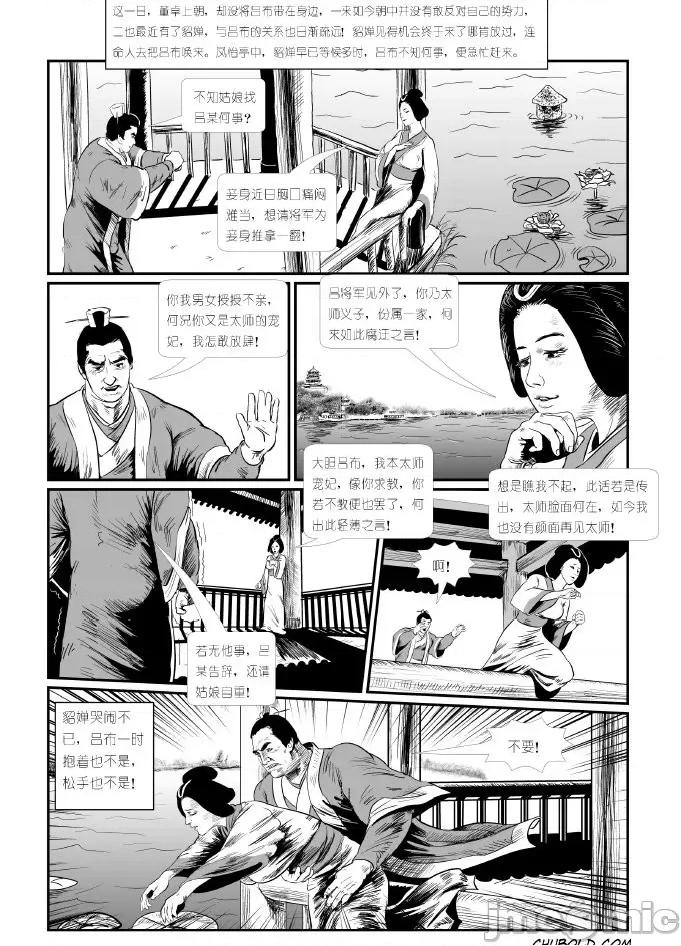 这一日，董卓上朝，却没将吕布带在身边，一来如今朝中并没有敢反对自己的势力，
二也最近有了貂婵，与吕布的关系也日渐疏远！貂婵见得机会终于来了哪肯放过，连
命人去把吕布唤来。凤怡亭中，貂婵早已等候多时，吕布不知何事，便急忙赶来。
不知姑娘找
吕某何事？
妾身近日胸口痛闷
难当，想请将军为
妾身推拿一翻！
你我男女授授不亲，
何况你又是太师的宠
妃，我怎敢放肆！
吕将军见外了，你乃太
师义子，份属一家，何
来如此腐迂之言！
若无他事，吕
某告辞，还请
姑娘自重！
大胆吕布，我本太师
宠妃，像你求教，你
若不教便也罢了，何
出此轻薄之言！
想是瞧我不起，此话若是传
出，太师脸面何在，如今我
也没有颜面再见太师！
啊！
貂婵哭闹不
已，吕布一时
抱着也不是，
松手也不是！
不要！
CHUBOLD.COM